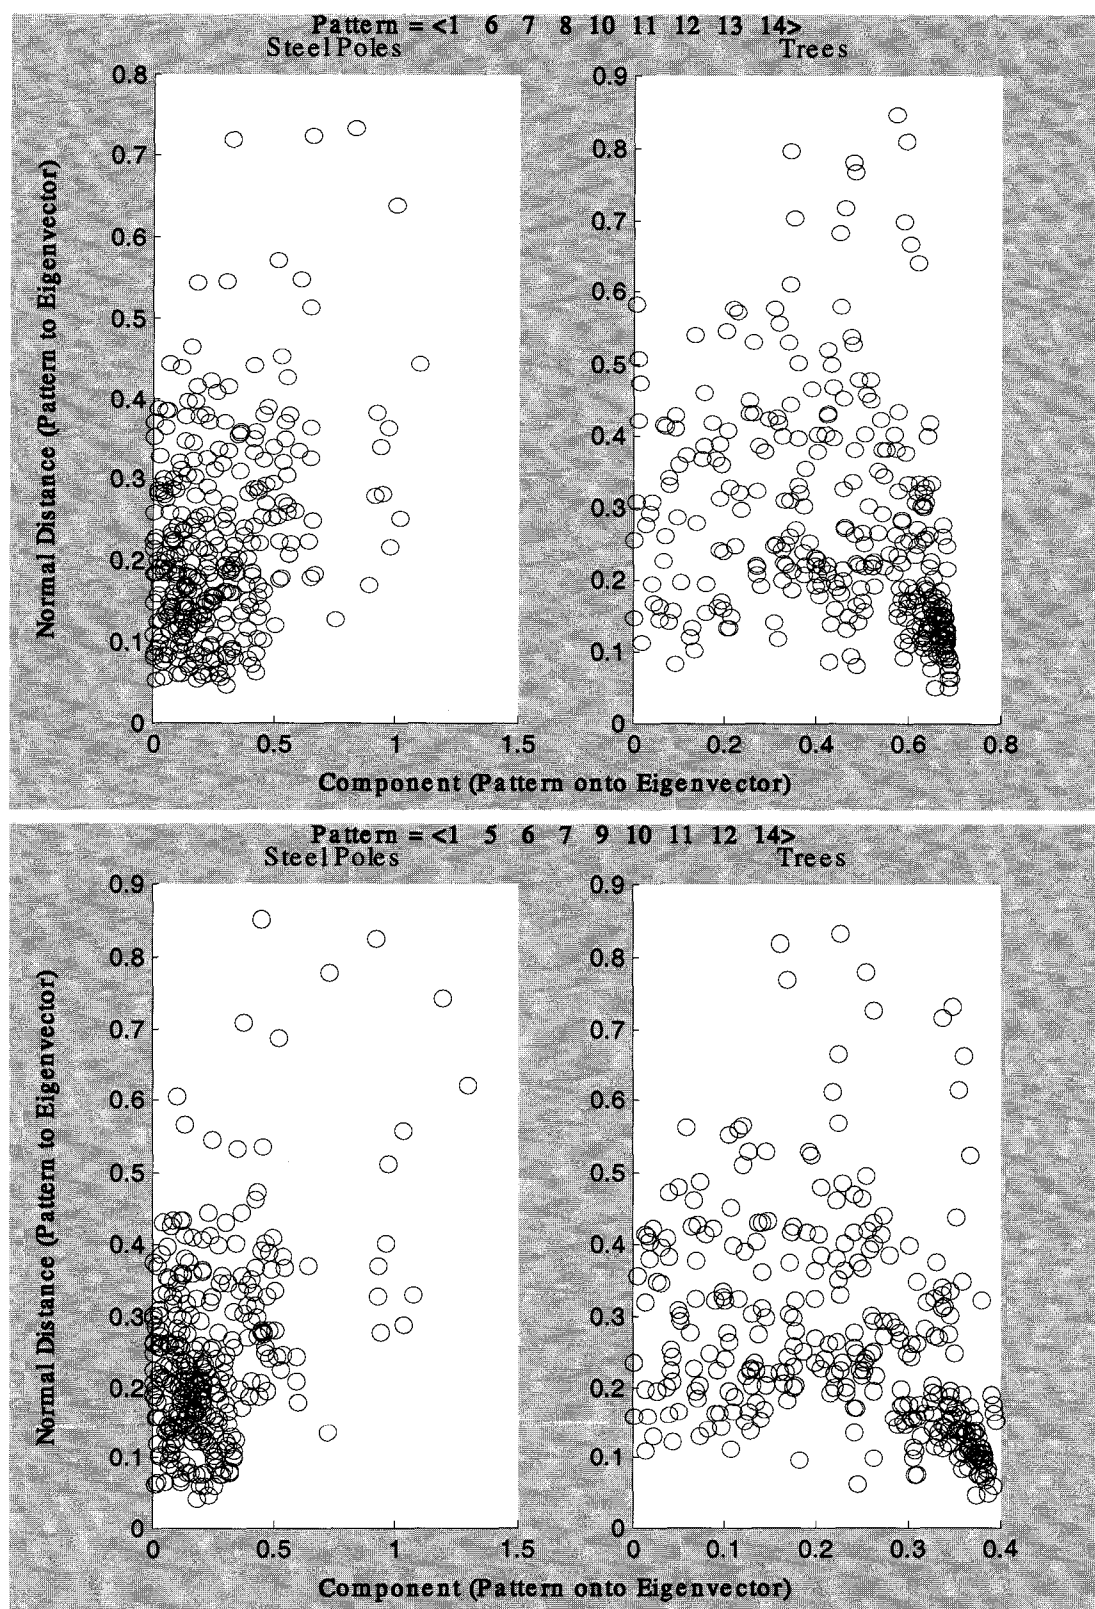 Pattern = <1 6 7 8 10 11 12 13 14>
Steel Poles Trees
0.8 0.9
0.7 0.8
0.6 0.7
0.5 0.6
0.4 0.5
0.3 0.4
0.2 0.3
0.1 0.2
0 0.1
0
Normal Distance (Pattern to Eigenvector)
0 0.5 1 1.5 0 0.2 0.4 0.6 0.8
Component (Pattern onto Eigenvector)
Pattern = <1 5 6 7 9 10 11 12 14>
Steel Poles Trees
0.9 0.9
0.8 0.8
0.7 0.7
0.6 0.6
0.5 0.5
0.4 0.4
0.3 0.3
0.2 0.2
0.1 0.1
0 0
Normal Distance (Pattern to Eigenvector)
0 0.5 1 1.5 0 0.1 0.2 0.3 0.4
Component (Pattern onto Eigenvector)